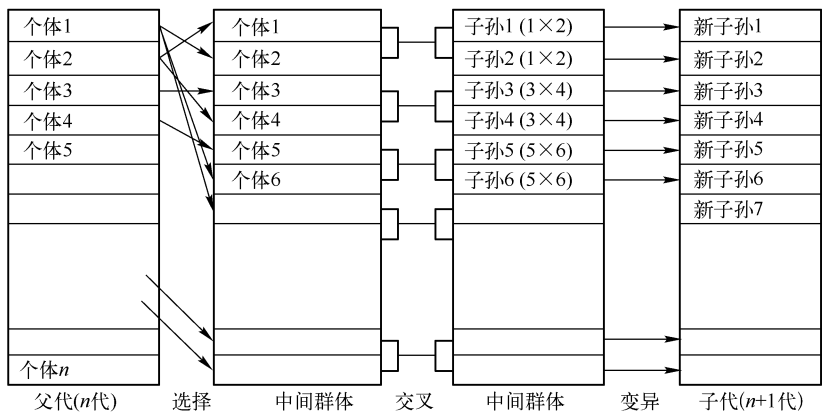 个体1
个体2
个体3
个体4
个体5
个体n
父代(n代)
选择
个体1
个体2
个体3
个体4
个体5
个体6
中间群体
交叉
子孙1 (1×2)
子孙2 (1×2)
子孙3 (3×4)
子孙4 (3×4)
子孙5 (5×6)
子孙6 (5×6)
中间群体
变异
新子孙1
新子孙2
新子孙3
新子孙4
新子孙5
新子孙6
新子孙7
子代(n+1代)